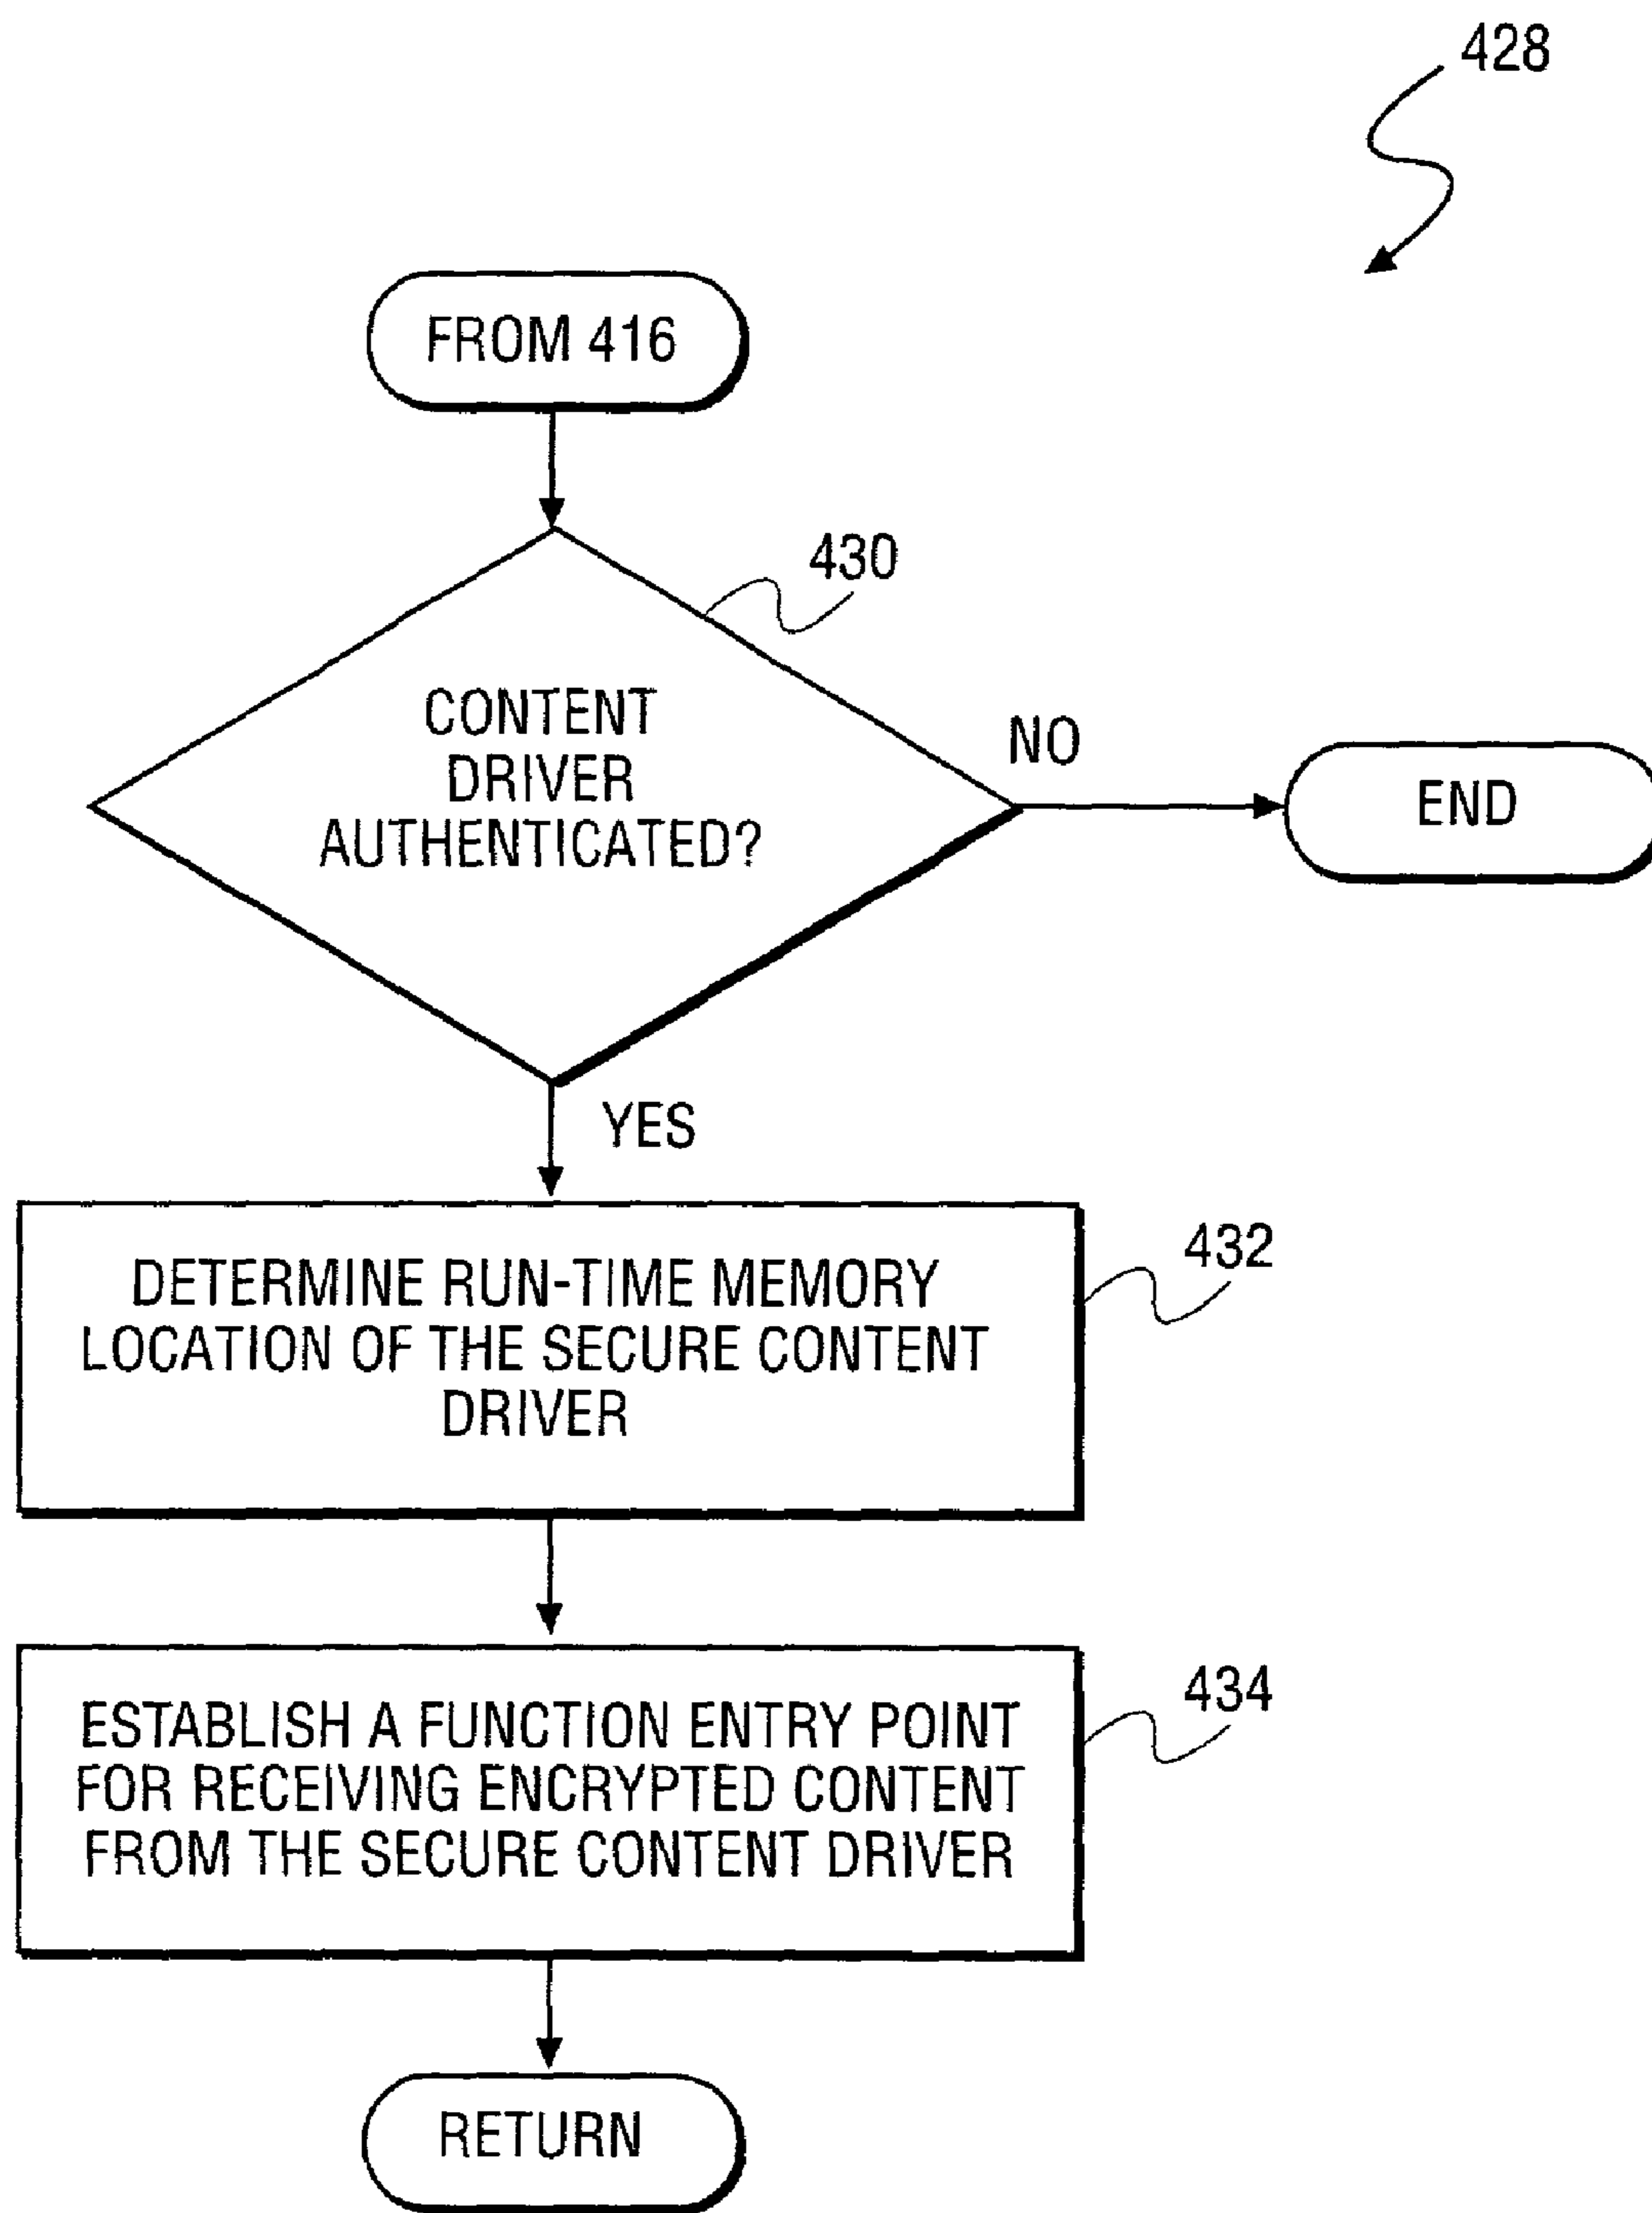 428
FROM 416
430
CONTENT
DRIVER
AUTHENTICATED?
NO
END
YES
432
DETERMINE RUN-TIME MEMORY
LOCATION OF THE SECURE CONTENT
DRIVER
434
ESTABLISH A FUNCTION ENTRY POINT
FOR RECEIVING ENCRYPTED CONTENT
FROM THE SECURE CONTENT DRIVER
RETURN